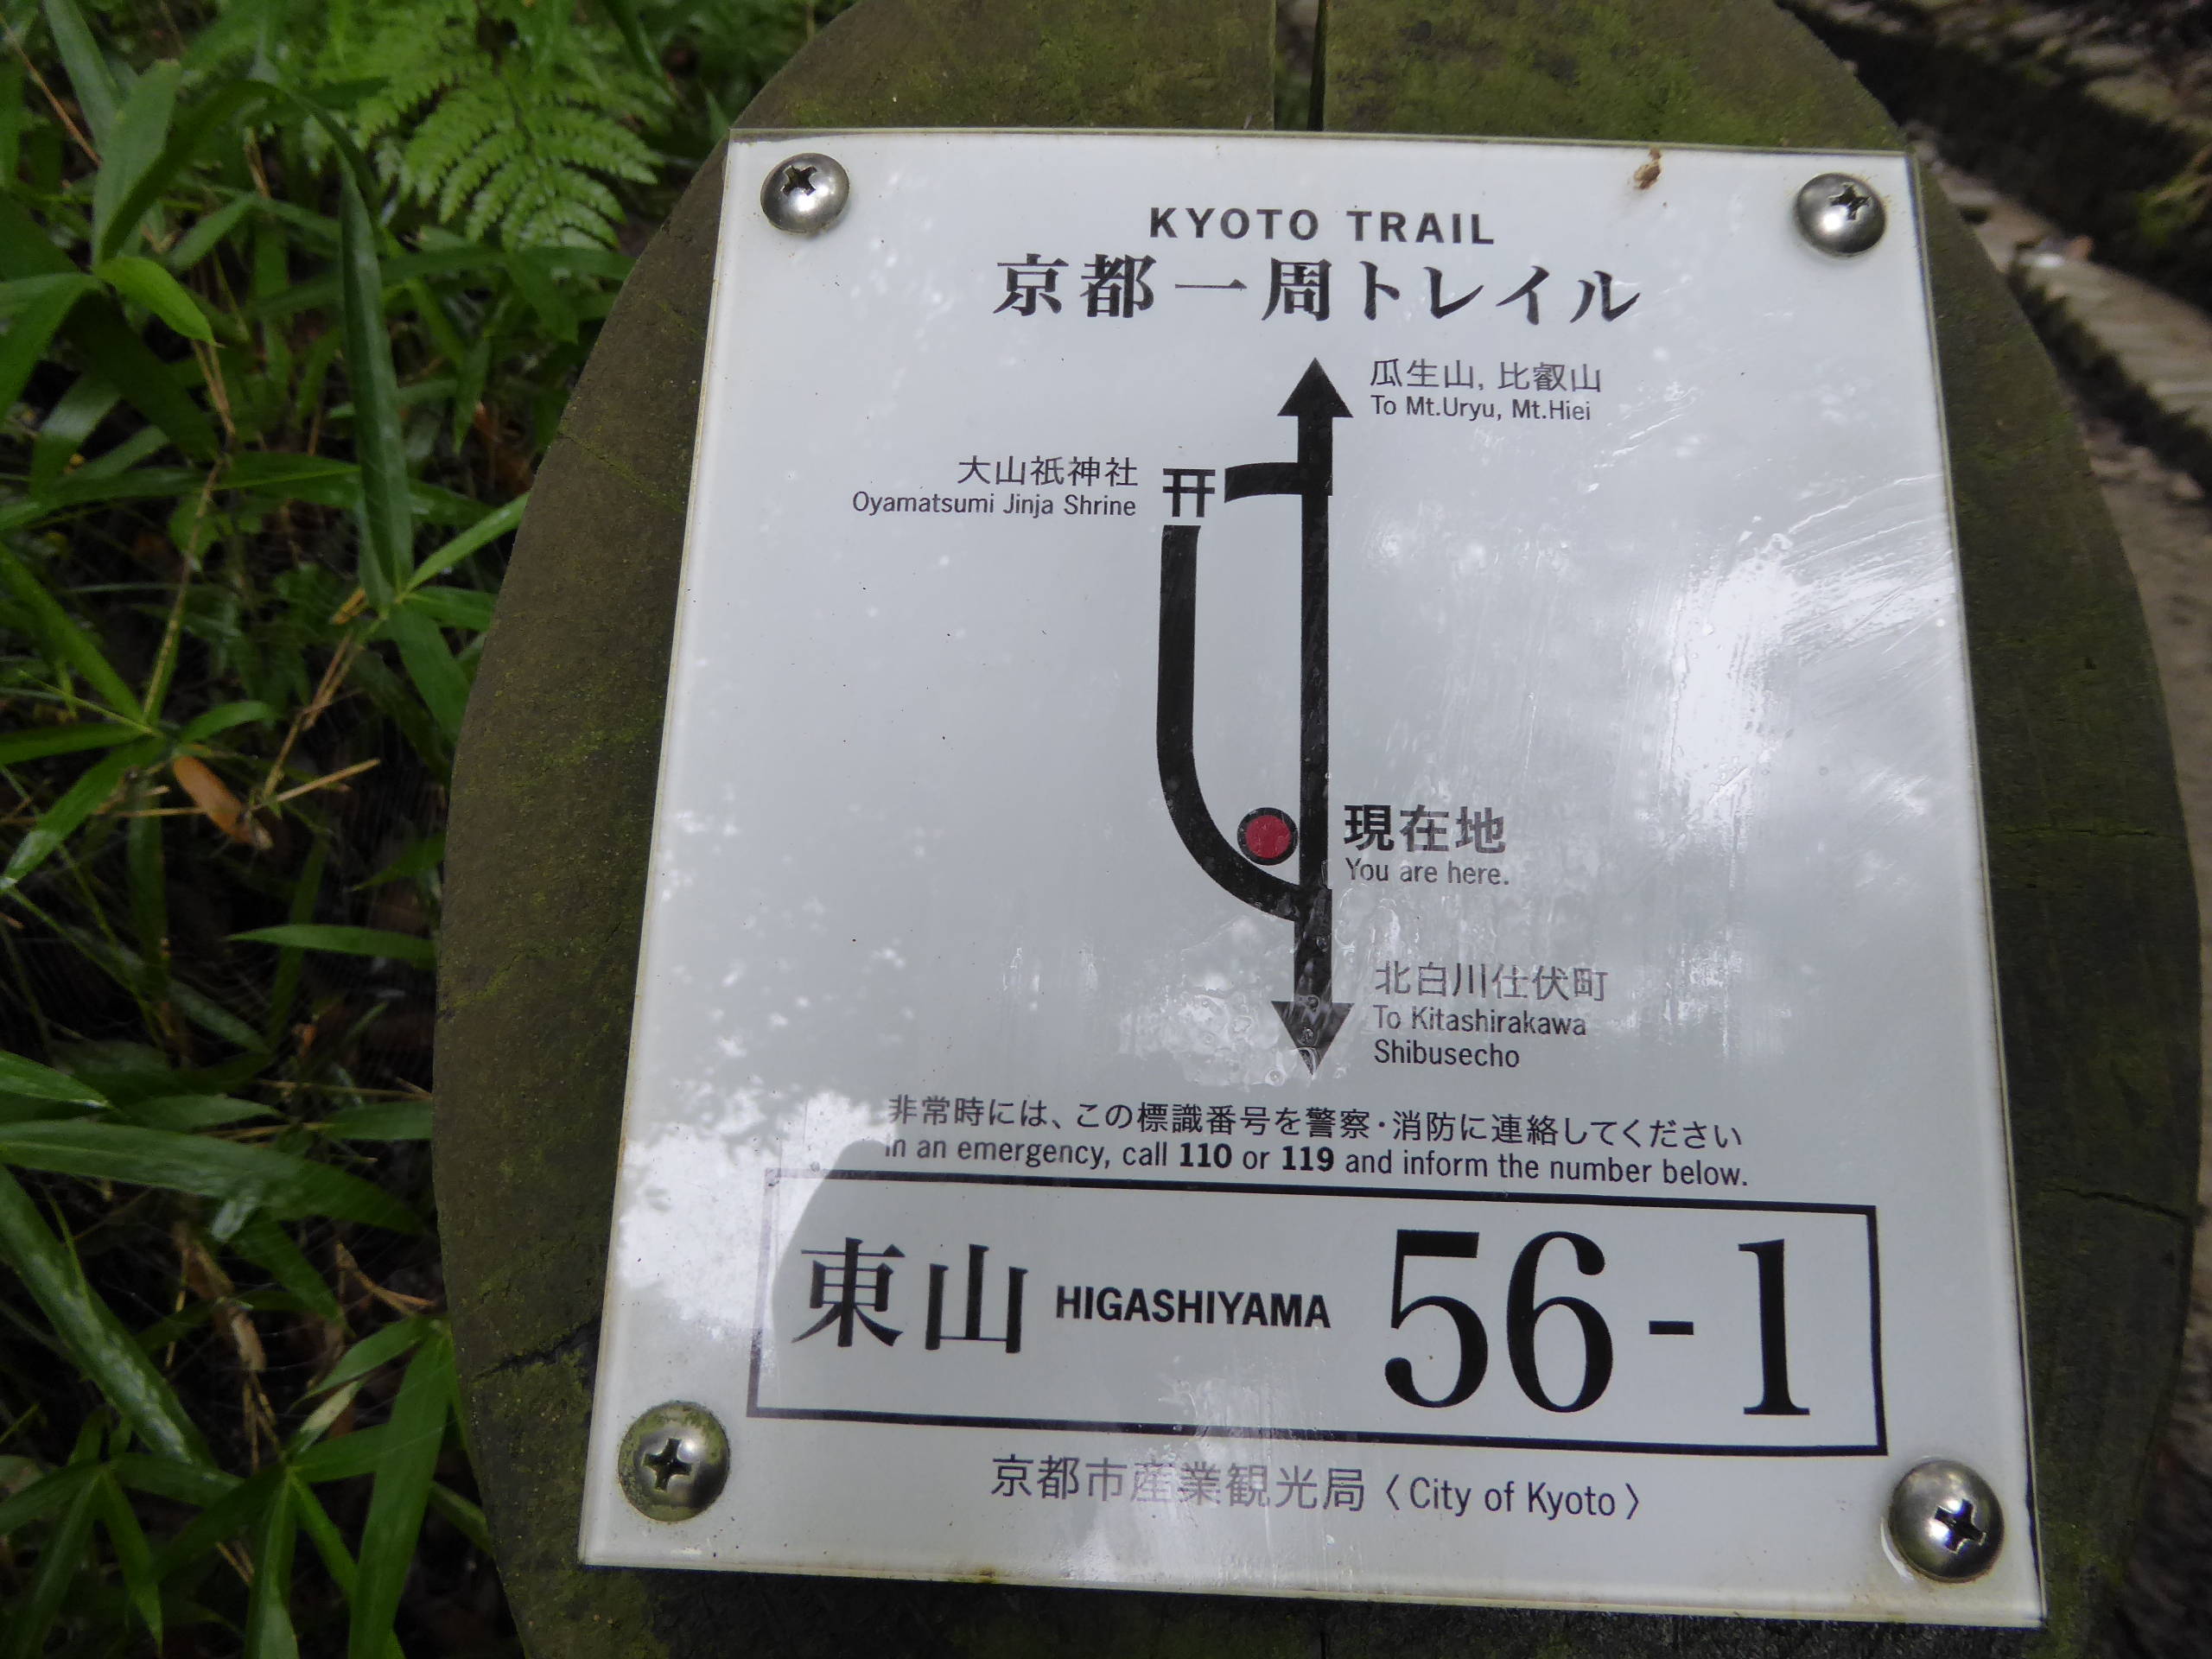 KYOTO TRAIL
京都一周トレイル
瓜生山, 比叡山
To Mt.Uryu, Mt.Hiei
大山祇神社
Oyamatsumi Jinja Shrine
現在地
You are here.
北白川仕伏町
To Kitashirakawa
Shibusecho
非常時には、この標識番号を警察・消防に連絡してください
In an emergency, call 110 or 119 and inform the number below.
東山 HIGASHIYAMA 56-1
京都市産業観光局〈City of Kyoto〉